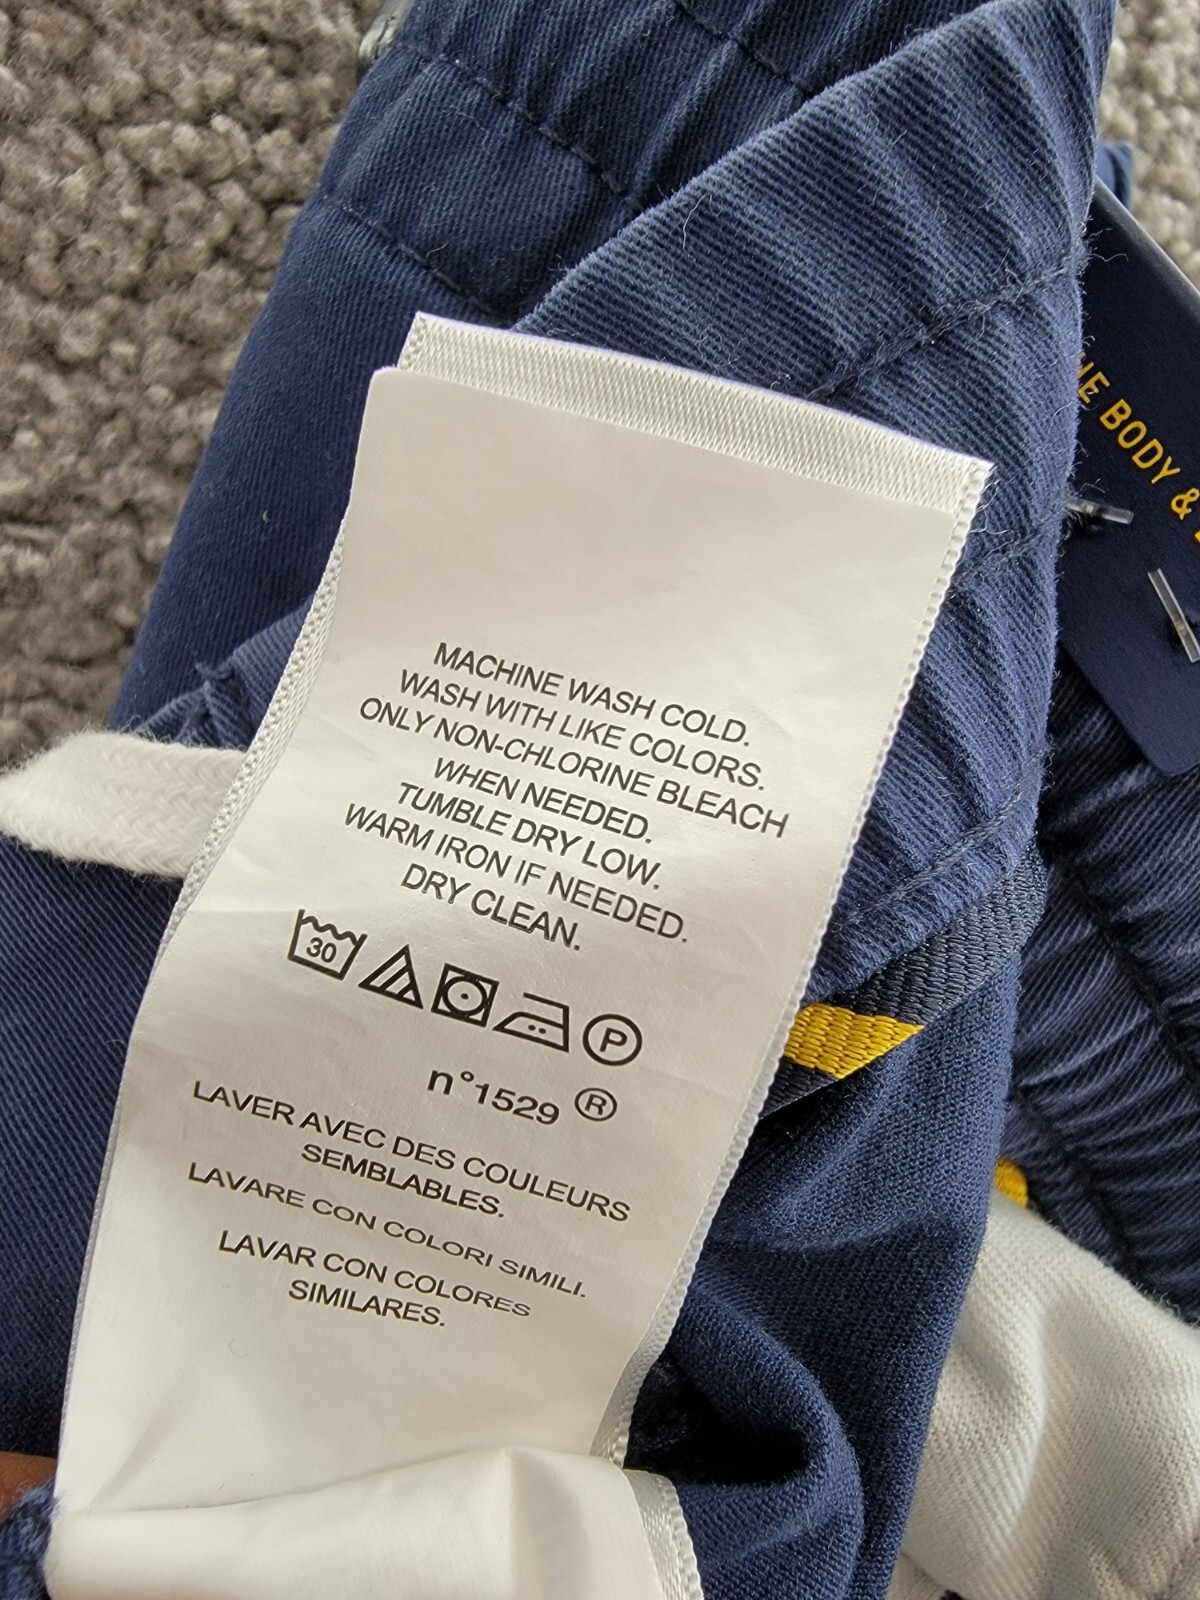 MACHINE WASH COLD.
WASH WITH LIKE COLORS.
ONLY NON-CHLORINE BLEACH
WHEN NEEDED.
TUMBLE DRY LOW.
WARM IRON IF NEEDED.
DRY CLEAN.
30
P
n°1529 ®
LAVER AVEC DES COULEURS
SEMBLABLES.
LAVARE CON COLORI SIMILI.
LAVAR CON COLORES
SIMILARES.
BODY &